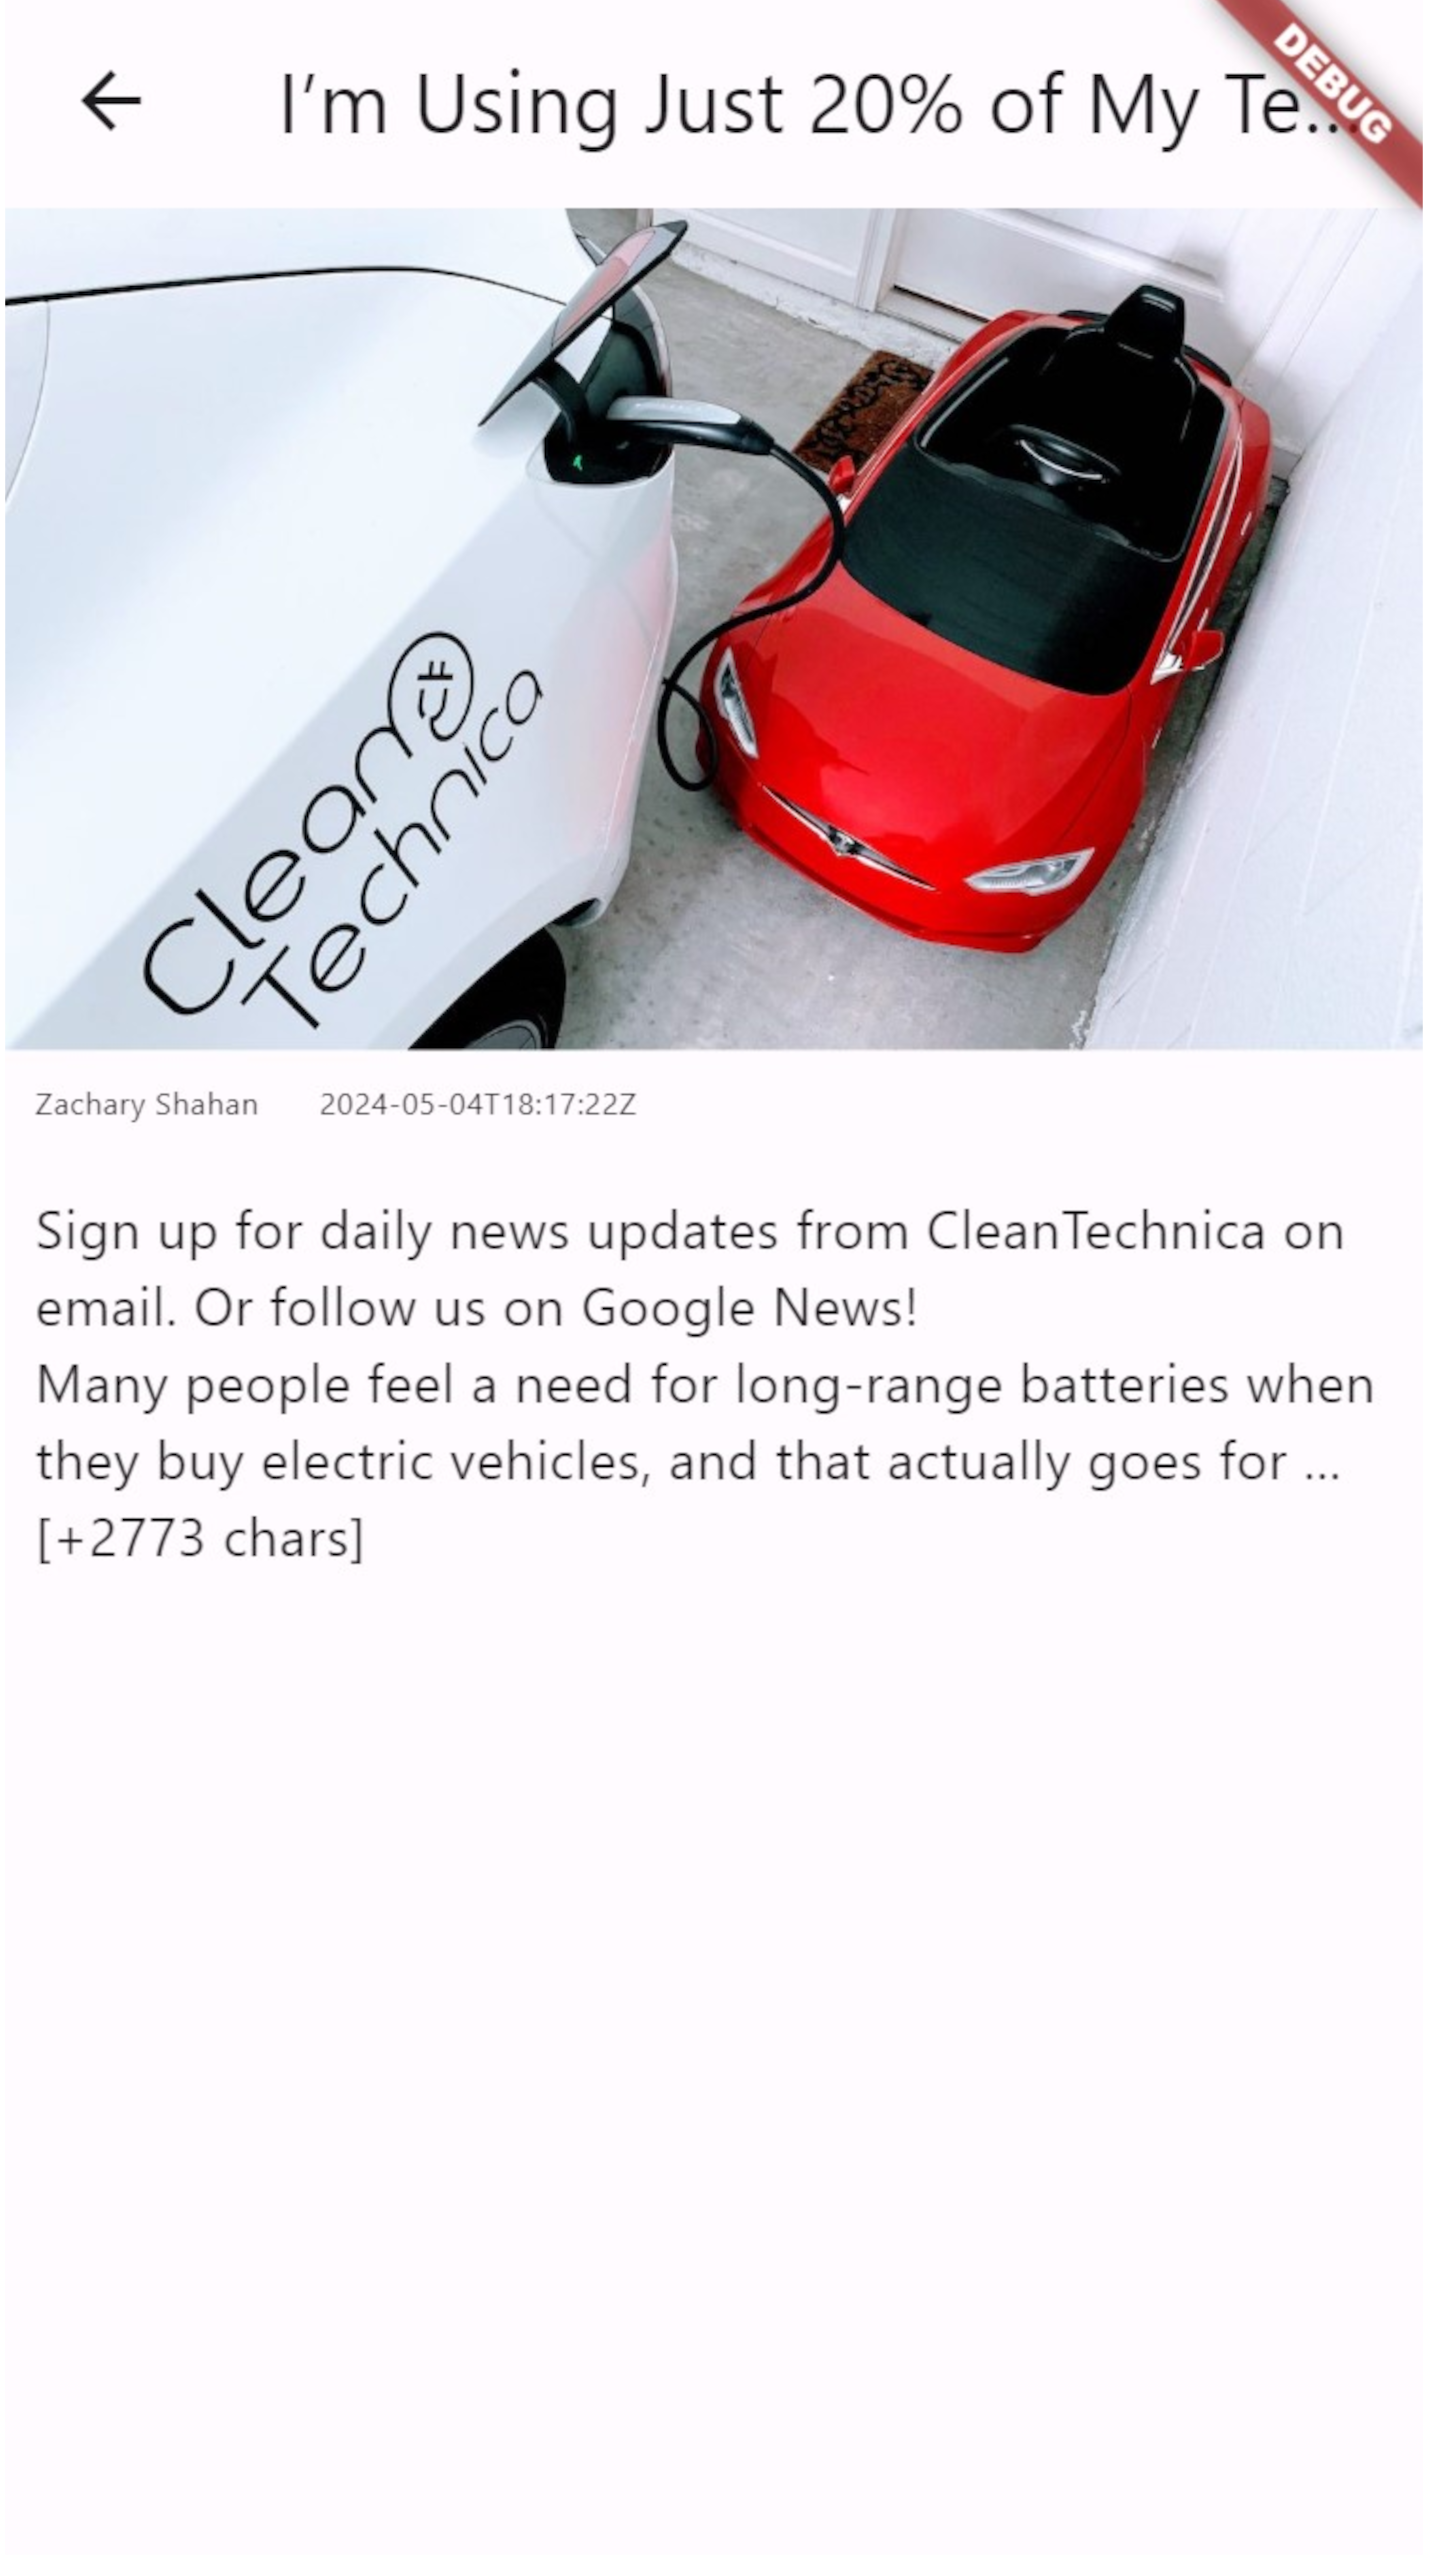 I’m Using Just 20% of My Te...
DEBUG
Clean
Technica
Zachary Shahan 2024-05-04T18:17:22Z
Sign up for daily news updates from CleanTechnica on
email. Or follow us on Google News!
Many people feel a need for long-range batteries when
they buy electric vehicles, and that actually goes for …
[+2773 chars]